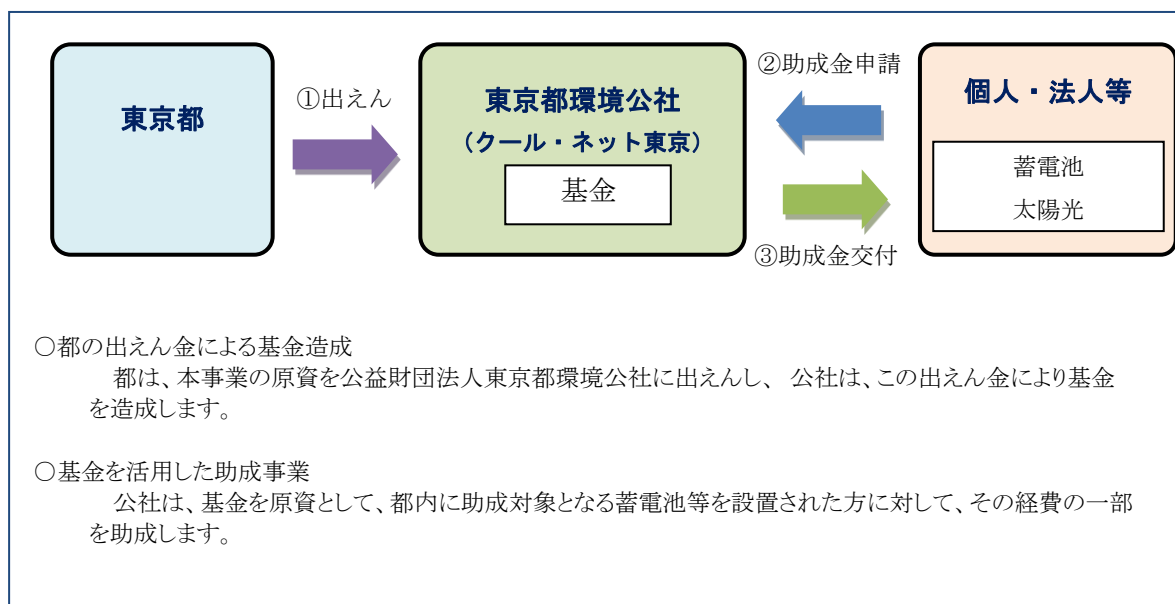 東京都
①出えん
東京都環境公社
(クール・ネット東京)
基金
②助成金申請
③助成金交付
個人・法人等
蓄電池
太陽光
○都の出えん金による基金造成
都は、本事業の原資を公益財団法人東京都環境公社に出えんし、 公社は、この出えん金により基金
を造成します。
○基金を活用した助成事業
公社は、基金を原資として、都内に助成対象となる蓄電池等を設置された方に対して、その経費の一部
を助成します。